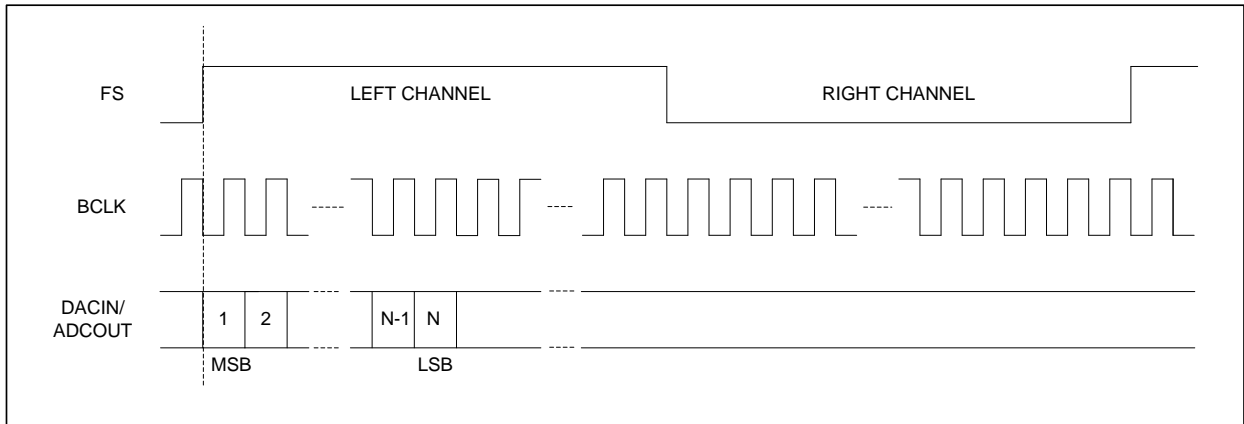 FS
LEFT CHANNEL
RIGHT CHANNEL
BCLK
DACIN/
ADCOUT
1
2
N-1
N
MSB
LSB